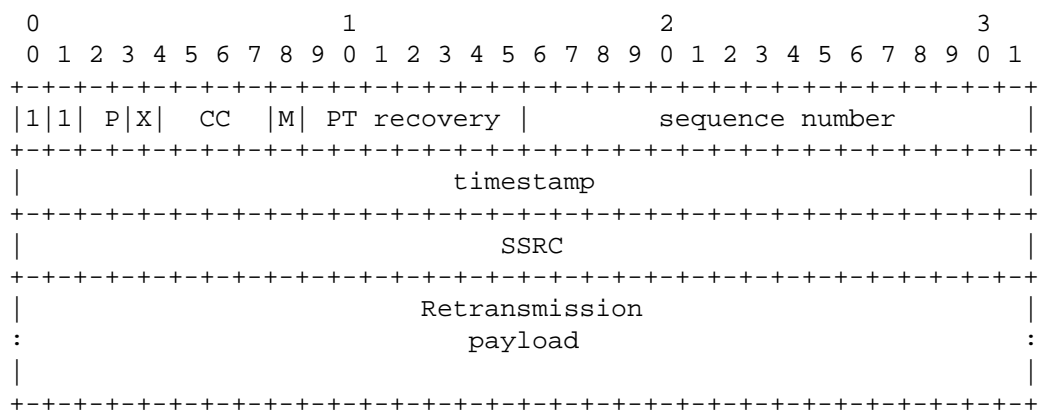 0                   1                   2                   3
 0 1 2 3 4 5 6 7 8 9 0 1 2 3 4 5 6 7 8 9 0 1 2 3 4 5 6 7 8 9 0 1
+-+-+-+-+-+-+-+-+-+-+-+-+-+-+-+-+-+-+-+-+-+-+-+-+-+-+-+-+-+-+-+-+
|1|1| P|X|  CC   |M| PT recovery |        sequence number        |
+-+-+-+-+-+-+-+-+-+-+-+-+-+-+-+-+-+-+-+-+-+-+-+-+-+-+-+-+-+-+-+-+
|                           timestamp                           |
+-+-+-+-+-+-+-+-+-+-+-+-+-+-+-+-+-+-+-+-+-+-+-+-+-+-+-+-+-+-+-+-+
|                              SSRC                             |
+-+-+-+-+-+-+-+-+-+-+-+-+-+-+-+-+-+-+-+-+-+-+-+-+-+-+-+-+-+-+-+-+
|                         Retransmission                        |
:                            payload                            :
|                                                               |
+-+-+-+-+-+-+-+-+-+-+-+-+-+-+-+-+-+-+-+-+-+-+-+-+-+-+-+-+-+-+-+-+